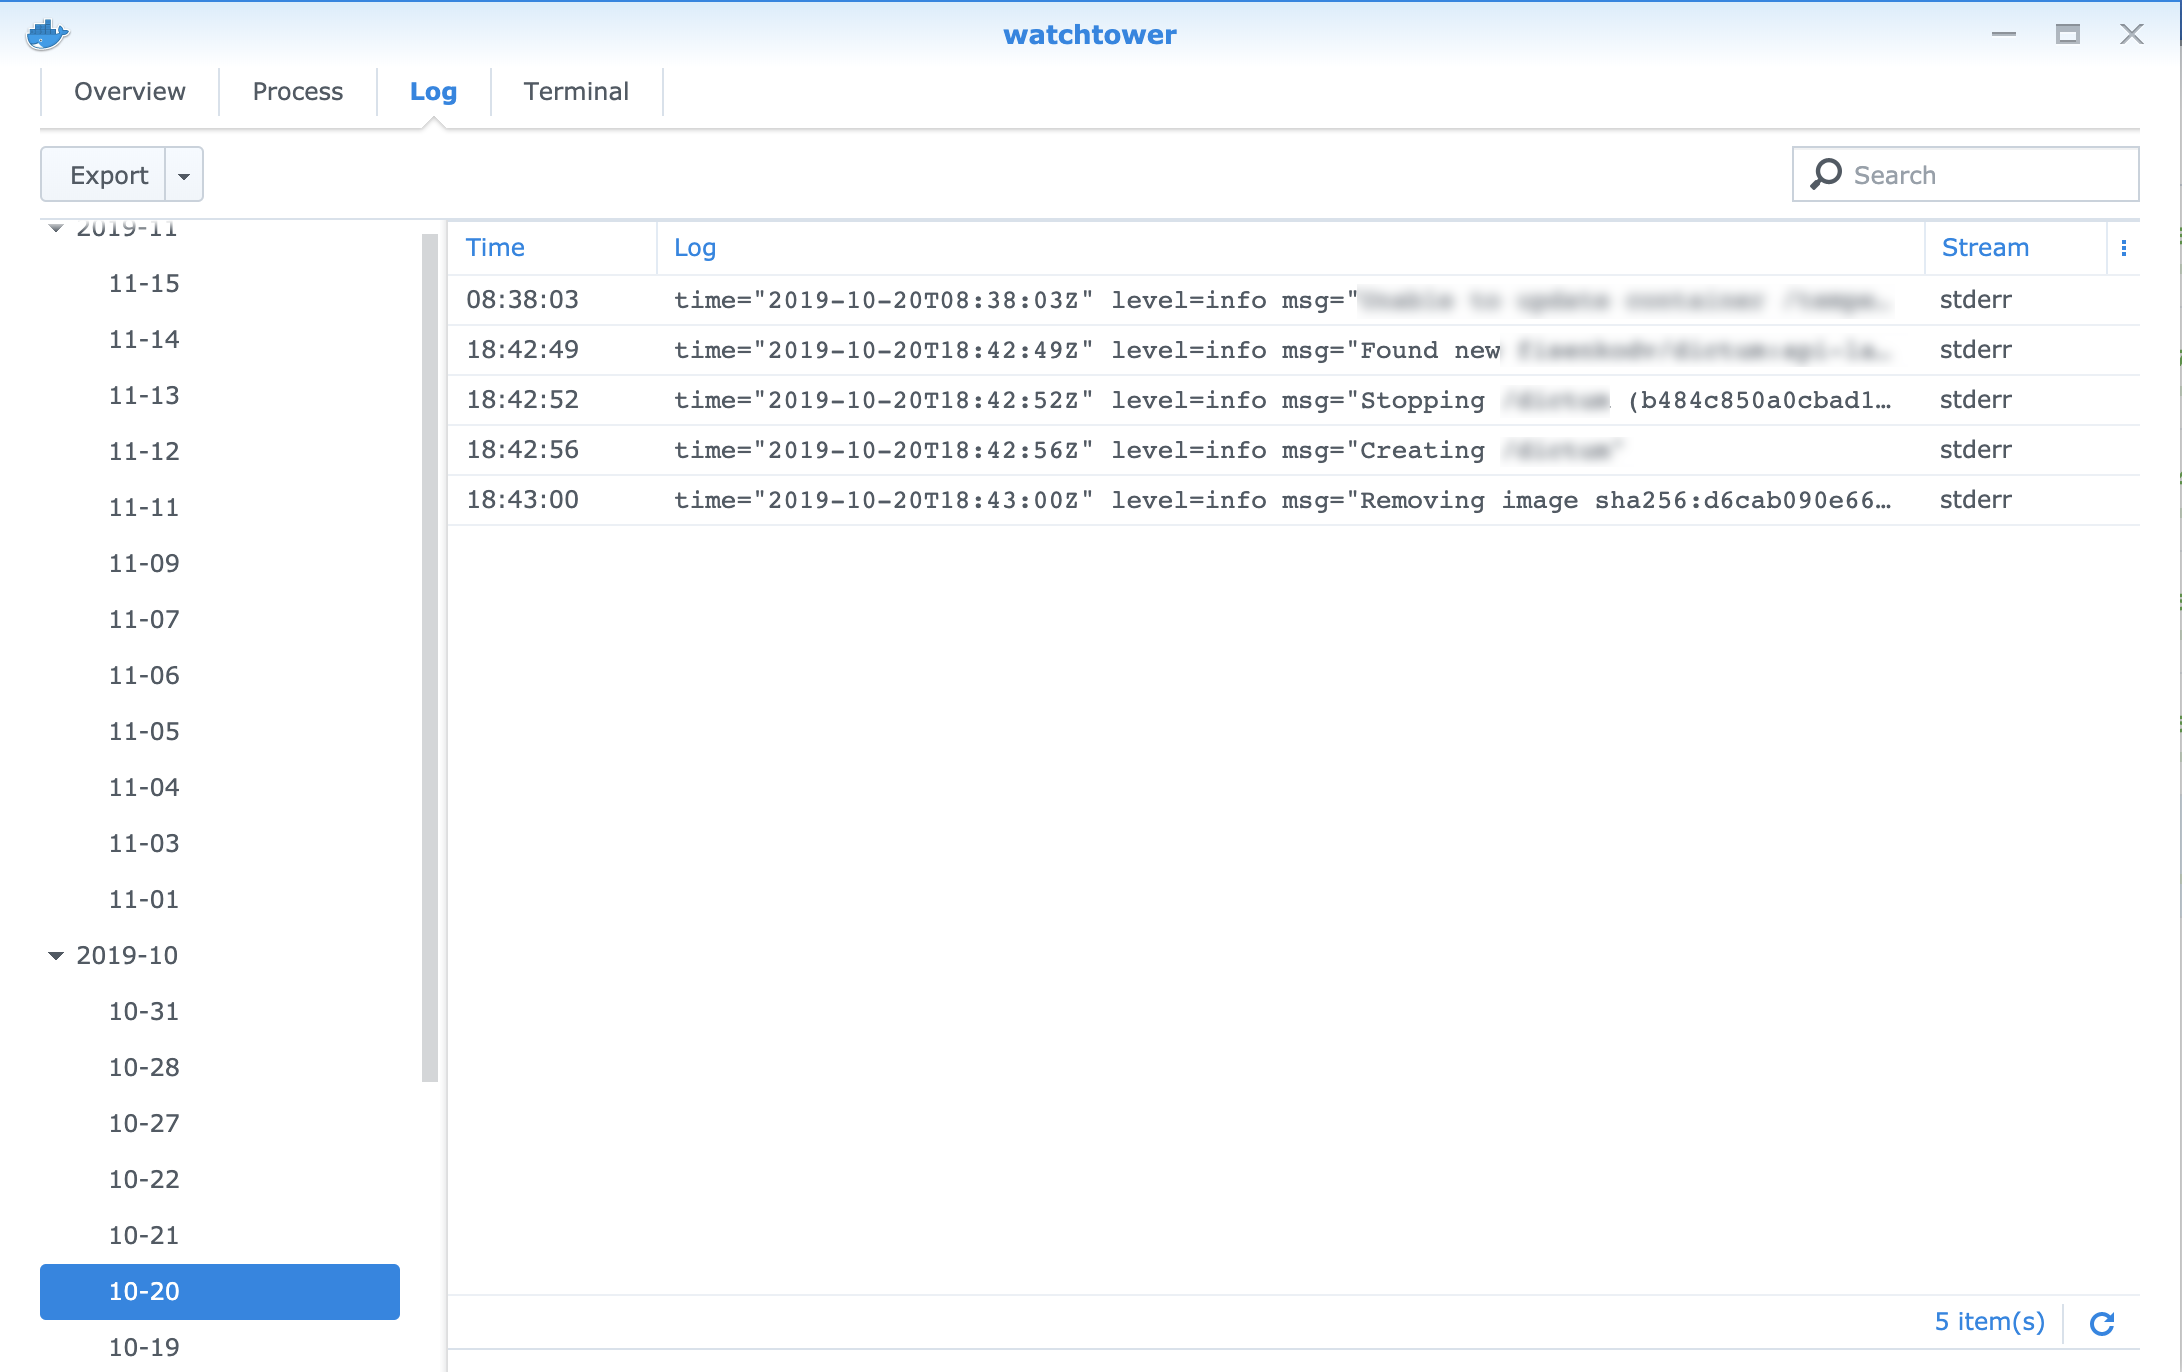 watchtower
Overview Process Log Terminal
Export Search
2019-11
11-15
11-14
11-13
11-12
11-11
11-09
11-07
11-06
11-05
11-04
11-03
11-01
2019-10
10-31
10-28
10-27
10-22
10-21
10-20
10-19
Time Log Stream
08:38:03 time="2019-10-20T08:38:03Z" level=info msg=" stderr
18:42:49 time="2019-10-20T18:42:49Z" level=info msg="Found new stderr
18:42:52 time="2019-10-20T18:42:52Z" level=info msg="Stopping (b484c850a0cbad1… stderr
18:42:56 time="2019-10-20T18:42:56Z" level=info msg="Creating stderr
18:43:00 time="2019-10-20T18:43:00Z" level=info msg="Removing image sha256:d6cab090e66… stderr
5 item(s)